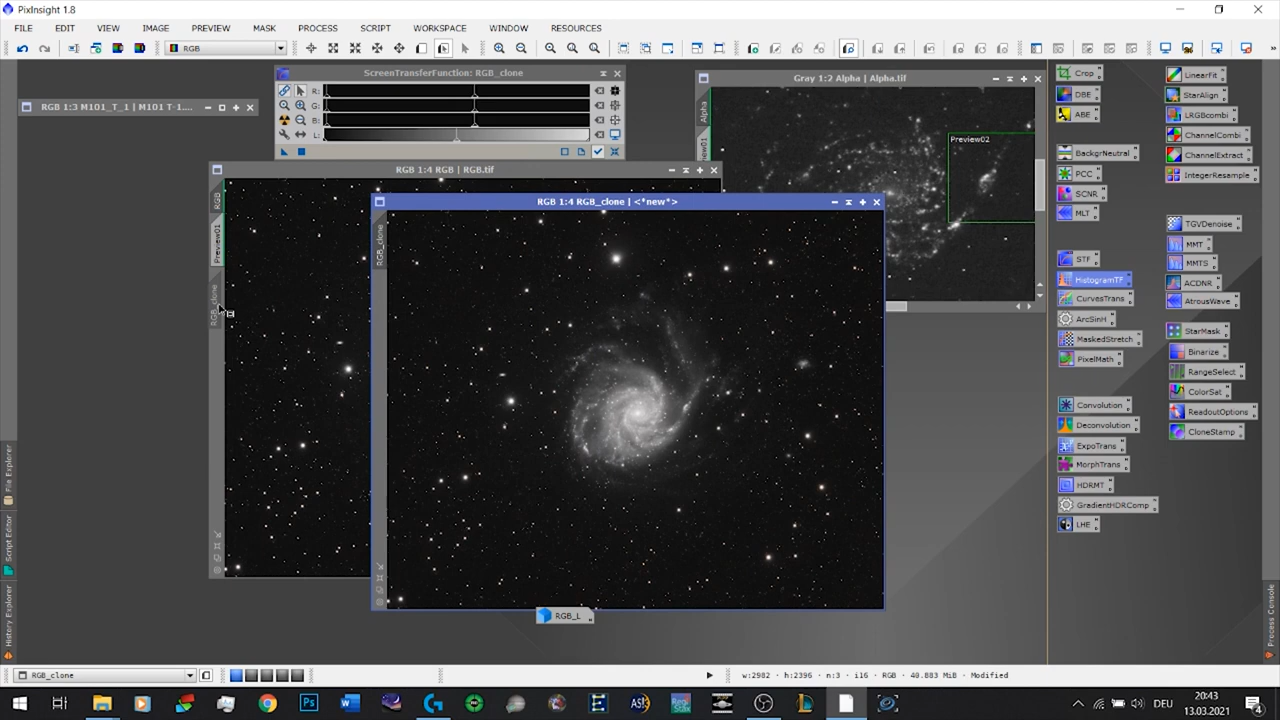 PixInsight 1.8
FILE EDIT VIEW IMAGE PREVIEW MASK PROCESS SCRIPT WORKSPACE WINDOW RESOURCES
RGB
ScreenTransferFunction: RGB_clone
R:
G:
B:
L:
RGB 1:3 M101_T_1 | M101 T-1....
Gray 1:2 Alpha | Alpha.tif
Alpha
Preview02
RGB 1:4 RGB | RGB.tif
RGB
Preview01
RGB_clone
RGB 1:4 RGB_clone | <*new*>
RGB_clone
RGB_L
Crop
DBE
ABE
BackgrNeutral
PCC
SCNR
MLT
STF
HistogramTF
CurvesTrans
ArcSinH
MaskedStretch
PixelMath
Convolution
Deconvolution
ExpoTrans
MorphTrans
HDRMT
GradientHDRComp
LHE
LinearFit
StarAlign
LRGBcombi
ChannelCombi
ChannelExtract
IntegerResample
TGVDenoise
MMT
MMTS
ACDNR
AtrousWave
StarMask
Binarize
RangeSelect
ColorSat
ReadoutOptions
CloneStamp
File Explorer
Script Editor
History Explorer
Process Console
RGB_clone
w:2982 · h:2396 · n:3 · i16 · RGB · 40.883 MiB · Modified
DEU
20:43
13.03.2021